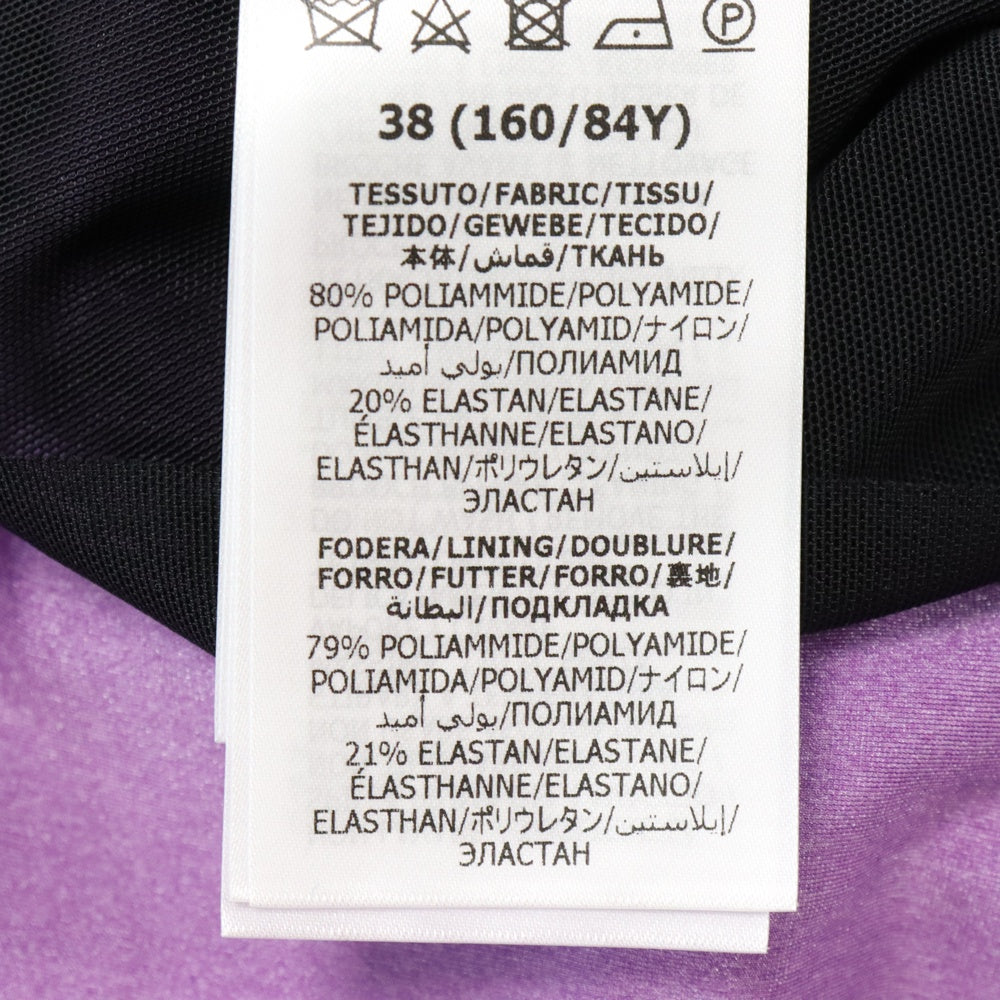 P
38 (160/84Y)
TESSUTO/FABRIC/TISSU/
TEJIDO/GEWEBE/TECIDO/
本体/قماش/ТКАНЬ
80% POLIAMMIDE/POLYAMIDE/
POLIAMIDA/POLYAMID/ナイロン/
بولي أميد/ПОЛИАМИД
20% ELASTAN/ELASTANE/
ÉLASTHANNE/ELASTANO/
ELASTHAN/ポリウレタン/إيلاستين/
ЭЛАСТАН
FODERA/LINING/DOUBLURE/
FORRO/FUTTER/FORRO/裏地/
البطانة/ПОДКЛАДКА
79% POLIAMMIDE/POLYAMIDE/
POLIAMIDA/POLYAMID/ナイロン/
بولي أميد/ПОЛИАМИД
21% ELASTAN/ELASTANE/
ÉLASTHANNE/ELASTANO/
ELASTHAN/ポリウレタン/إيلاستين/
ЭЛАСТАН